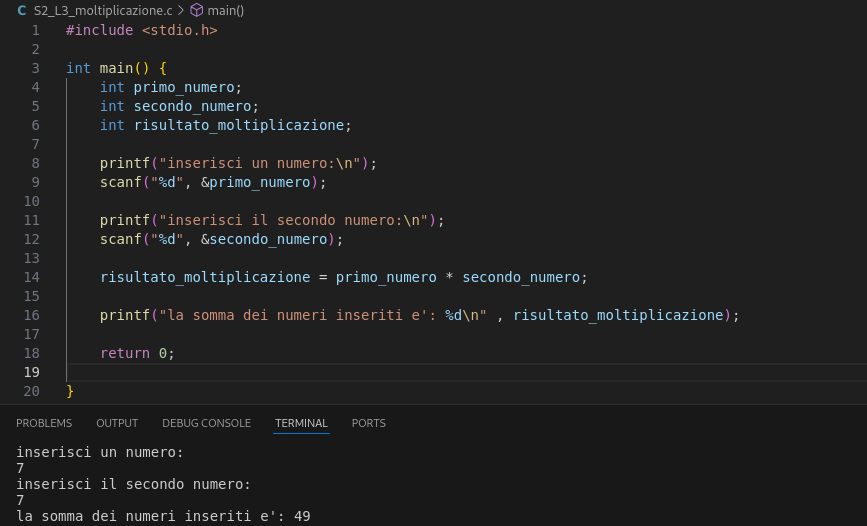 C S2_L3_moltiplicazione.c > main()
1 #include <stdio.h>
2
3 int main() {
4     int primo_numero;
5     int secondo_numero;
6     int risultato_moltiplicazione;
7
8     printf("inserisci un numero:\n");
9     scanf("%d", &primo_numero);
10
11     printf("inserisci il secondo numero:\n");
12     scanf("%d", &secondo_numero);
13
14     risultato_moltiplicazione = primo_numero * secondo_numero;
15
16     printf("la somma dei numeri inseriti e': %d\n" , risultato_moltiplicazione);
17
18     return 0;
19
20 }
PROBLEMS OUTPUT DEBUG CONSOLE TERMINAL PORTS
inserisci un numero:
7
inserisci il secondo numero:
7
la somma dei numeri inseriti e': 49